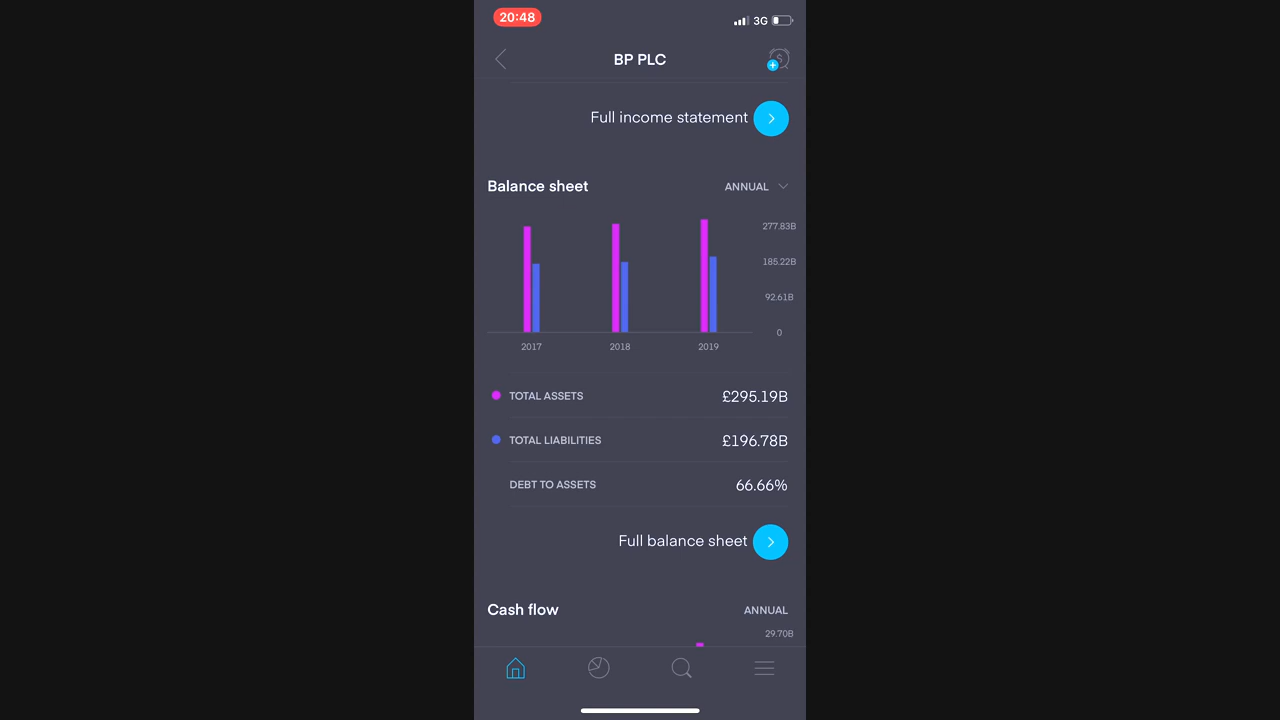 20:48
3G
BP PLC
Full income statement
Balance sheet
ANNUAL
277.83B
185.22B
92.61B
0
2017 2018 2019
TOTAL ASSETS £295.19B
TOTAL LIABILITIES £196.78B
DEBT TO ASSETS 66.66%
Full balance sheet
Cash flow
ANNUAL
29.70B